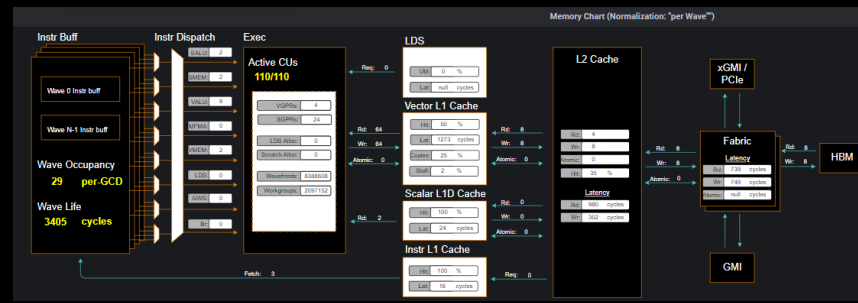 Memory Chart (Normalization: "per Wave"")
Instr Buff
Wave 0 Instr buff
Wave N-1 Instr buff
Wave Occupancy
29 per-GCD
Wave Life
3405 cycles
Instr Dispatch
SALU: 2
SMEM: 2
VALU: 9
MFMA: 0
VMEM: 2
LDS: 0
GWS: 0
Br: 0
Exec
Active CUs
110/110
VGPRs: 4
SGPRs: 24
LDS Alloc: 0
Scratch Alloc: 0
Wavefronts: 8388608
Workgroups: 2097152
Req: 0
Rd: 64
Wr: 64
Atomic: 0
Rd: 2
Fetch: 3
LDS
Util: 0 %
Lat: null cycles
Vector L1 Cache
Hit: 50 %
Lat: 1273 cycles
Coales: 25 %
Stall: 2 %
Scalar L1D Cache
Hit: 100 %
Lat: 24 cycles
Instr L1 Cache
Hit: 100 %
Lat: 16 cycles
Rd: 8
Wr: 8
Atomic: 0
Rd: 0
Wr: 0
Atomic: 0
Req: 0
L2 Cache
Rd: 4
Wr: 8
Atomic: 0
Hit: 35 %
Latency
Wr: 302 cycles
Rd: 8
Wr: 8
Atomic: 0
xGMI /
PCIe
Fabric
Latency
Rd: 739 cycles
Wr: 749 cycles
Atomic: null cycles
GMI
Rd: 8
Wr: 8
HBM